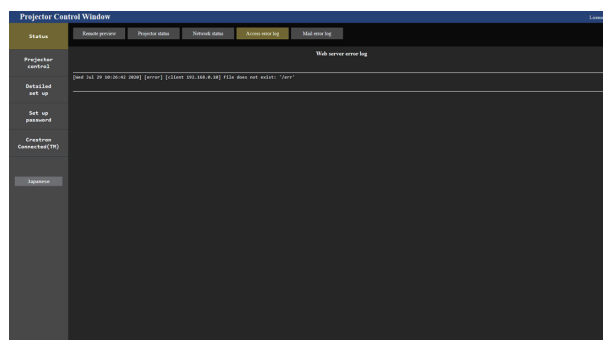 Projector Control Window
Status
Remote preview
Projector status
Network status
Access error log
Mail error log
Web server error log
Projector
control
[Wed Jul 29 10:26:43 2020] [error] [client 192.168.0.10] File does not exist: '/err'
Detailed
set up
Set up
password
Crestron
Connected(TM)
Japanese